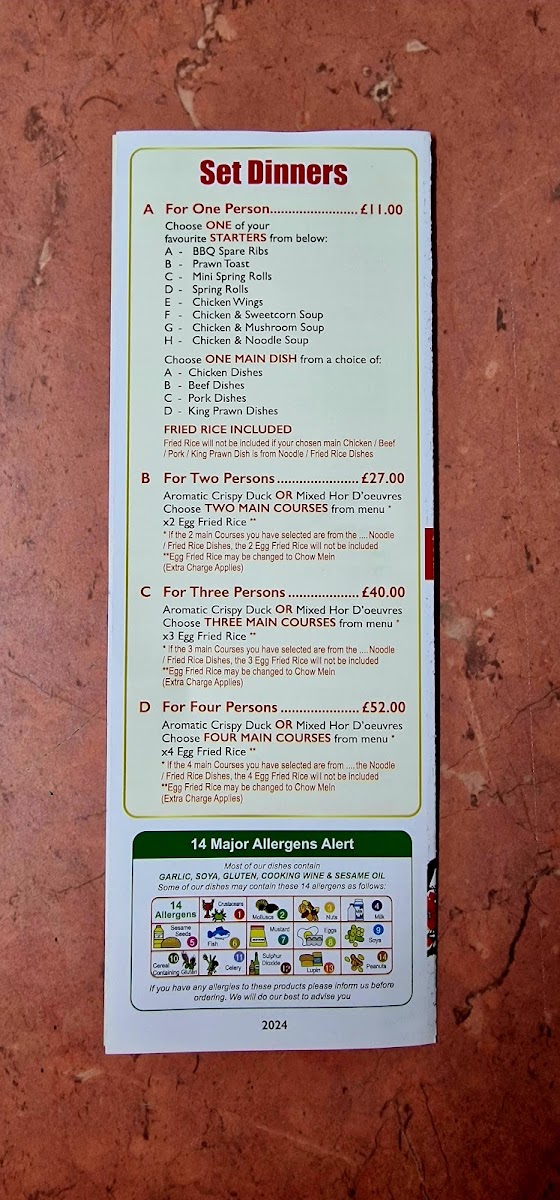 Set Dinners
A For One Person........................£11.00
Choose ONE of your
favourite STARTERS from below:
A - BBQ Spare Ribs
B - Prawn Toast
C - Mini Spring Rolls
D - Spring Rolls
E - Chicken Wings
F - Chicken & Sweetcorn Soup
G - Chicken & Mushroom Soup
H - Chicken & Noodle Soup
Choose ONE MAIN DISH from a choice of:
A - Chicken Dishes
B - Beef Dishes
C - Pork Dishes
D - King Prawn Dishes
FRIED RICE INCLUDED
Fried Rice will not be included if your chosen main Chicken / Beef
/ Pork / King Prawn Dish is from Noodle / Fried Rice Dishes
B For Two Persons ......................£27.00
Aromatic Crispy Duck OR Mixed Hor D'oeuvres
Choose TWO MAIN COURSES from menu *
x2 Egg Fried Rice **
* If the 2 main Courses you have selected are from the .... Noodle
/ Fried Rice Dishes, the 2 Egg Fried Rice will not be included
**Egg Fried Rice may be changed to Chow Mein
(Extra Charge Applies)
C For Three Persons ...................£40.00
Aromatic Crispy Duck OR Mixed Hor D'oeuvres
Choose THREE MAIN COURSES from menu *
x3 Egg Fried Rice **
* If the 3 main Courses you have selected are from the .... Noodle
/ Fried Rice Dishes, the 3 Egg Fried Rice will not be included
**Egg Fried Rice may be changed to Chow Mein
(Extra Charge Applies)
D For Four Persons .....................£52.00
Aromatic Crispy Duck OR Mixed Hor D'oeuvres
Choose FOUR MAIN COURSES from menu *
x4 Egg Fried Rice **
* If the 4 main Courses you have selected are from ....the Noodle
/ Fried Rice Dishes, the 4 Egg Fried Rice will not be included
**Egg Fried Rice may be changed to Chow Mein
(Extra Charge Applies)
14 Major Allergens Alert
Most of our dishes contain
GARLIC, SOYA, GLUTEN, COOKING WINE & SESAME OIL
Some of our dishes may contain these 14 allergens as follows:
14 Allergens Crustaceans 1 Molluscs 2 Nuts 3 Milk 4
Sesame Seeds 5 Fish 6 Mustard 7 Eggs 8 Soya 9
10 Cereal Containing Gluten 11 Celery Sulphur Dioxide 12 Lupin 13 Peanuts 14
If you have any allergies to these products please inform us before
ordering. We will do our best to advise you
2024